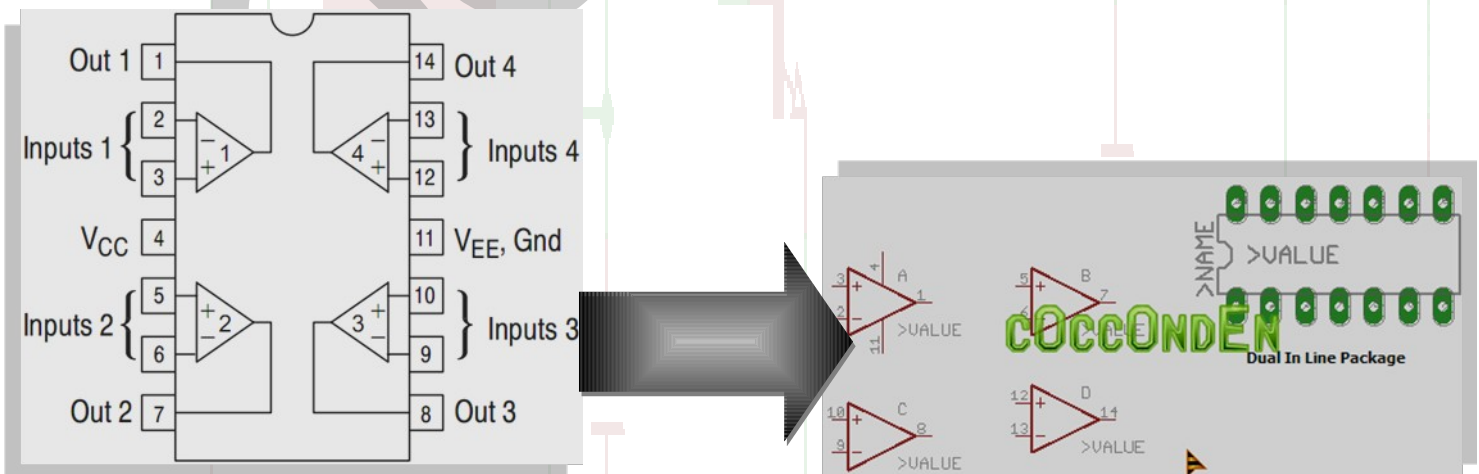 Out 1
1
14
Out 4
2
13
Inputs 1
− 1 +
4 − +
Inputs 4
3
12
VCC
4
11
VEE, Gnd
5
10
Inputs 2
+ 2 −
3 + −
Inputs 3
6
9
Out 2
7
8
Out 3
>NAME
>VALUE
Dual In Line Package
cOccOndEn
3
2
+
−
4
11
A
1
>VALUE
5
+
B
7
10
9
+
−
C
8
>VALUE
12
13
+
−
D
14
>VALUE